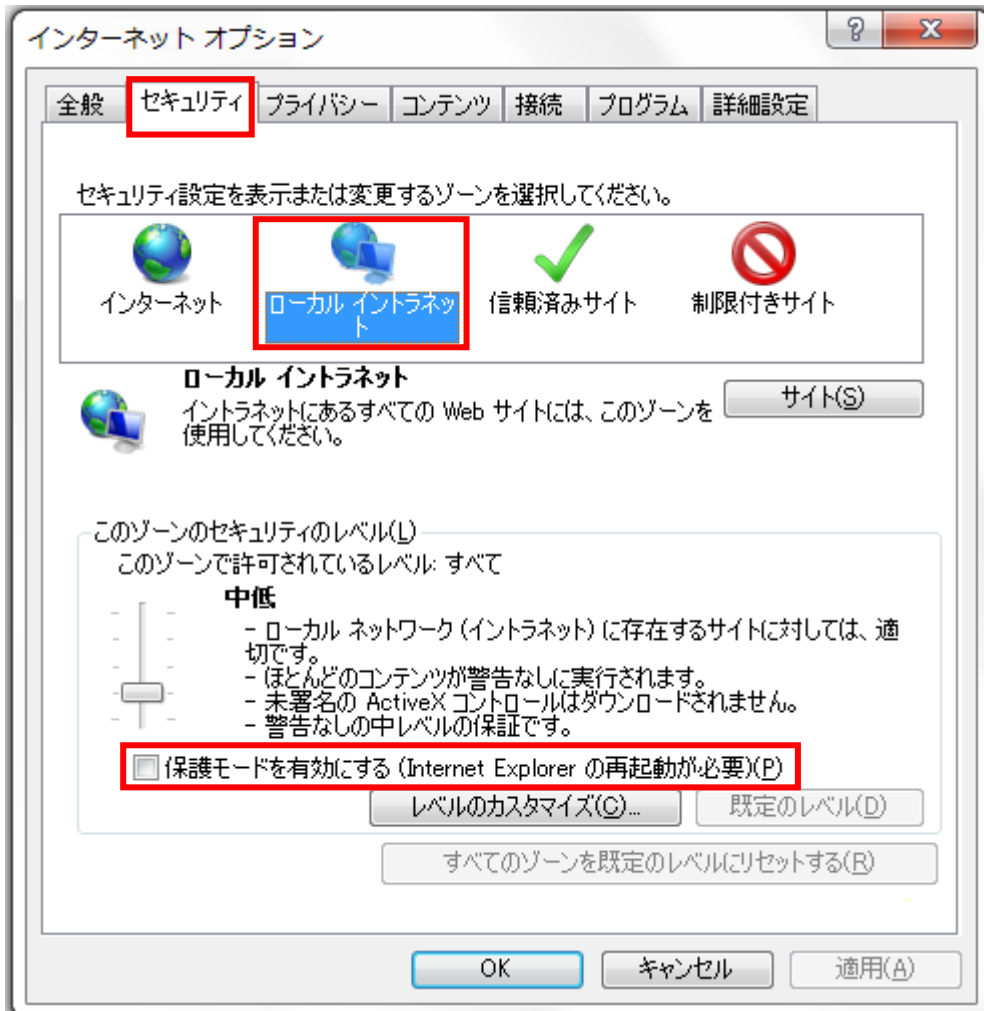 インターネット オプション
全般 セキュリティ プライバシー コンテンツ 接続 プログラム 詳細設定
セキュリティ設定を表示または変更するゾーンを選択してください。
インターネット
ローカル イントラネッ
ト
信頼済みサイト
制限付きサイト
ローカル イントラネット
イントラネットにあるすべての Web サイトには、このゾーンを
使用してください。
サイト(S)
このゾーンのセキュリティのレベル(L)
このゾーンで許可されているレベル: すべて
中低
- ローカル ネットワーク (イントラネット) に存在するサイトに対しては、適
切です。
- ほとんどのコンテンツが警告なしに実行されます。
- 未署名の ActiveX コントロールはダウンロードされません。
- 警告なしの中レベルの保証です。
保護モードを有効にする (Internet Explorer の再起動が必要)(P)
レベルのカスタマイズ(C)... 既定のレベル(D)
すべてのゾーンを既定のレベルにリセットする(R)
OK キャンセル 適用(A)